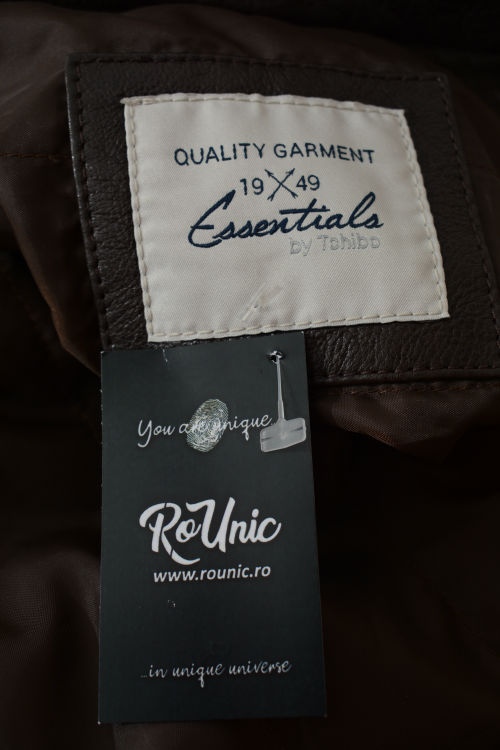 QUALITY GARMENT
19 49
Essentials
by Tchibo
You are unique
RoUnic
www.rounic.ro
...in unique universe